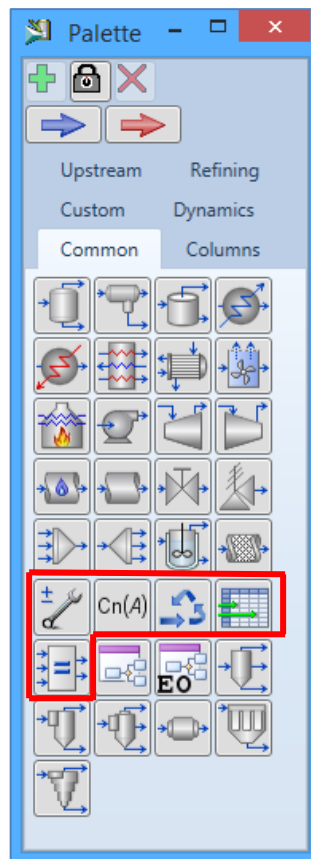 Palette
Upstream Refining
Custom Dynamics
Common Columns
Cn(A)
EO